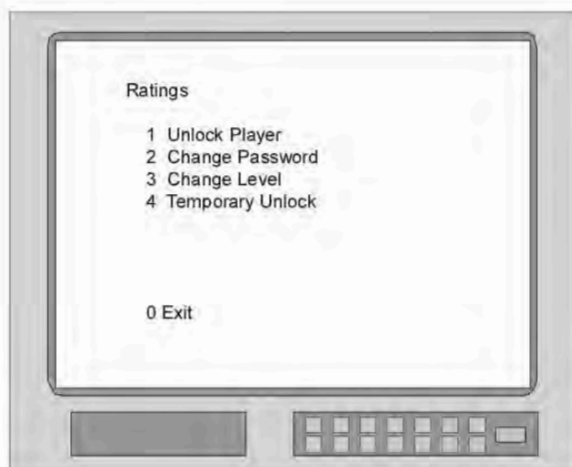 Ratings
1 Unlock Player
2 Change Password
3 Change Level
4 Temporary Unlock
0 Exit